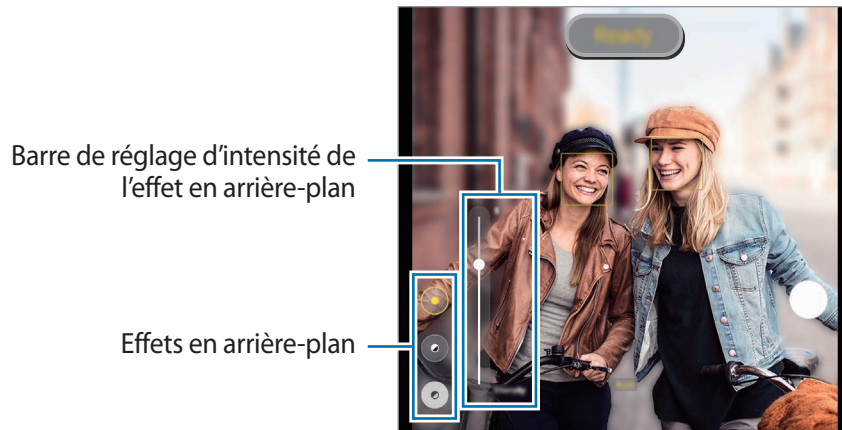 Ready
Barre de réglage d'intensité de
l'effet en arrière-plan
Effets en arrière-plan